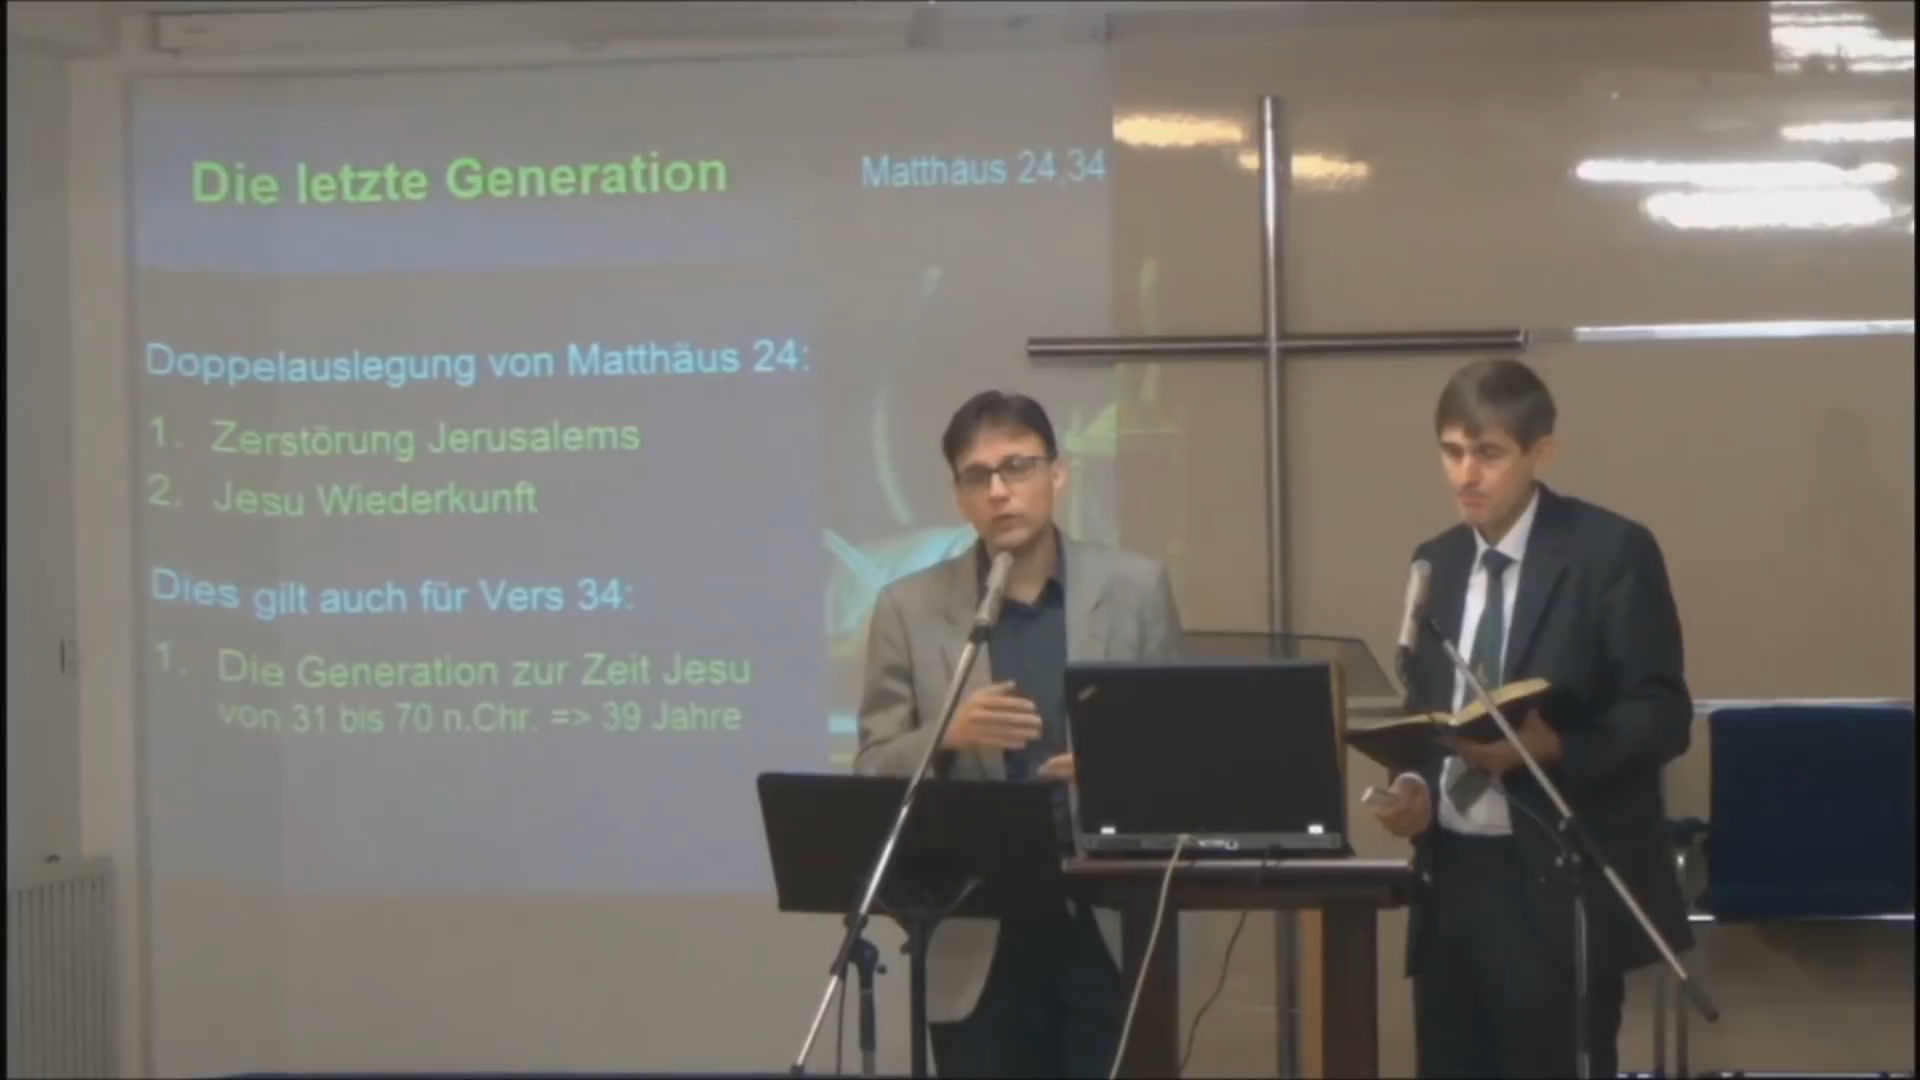 Die letzte Generation
Matthäus 24,34
Doppelauslegung von Matthäus 24:
1. Zerstörung Jerusalems
2. Jesu Wiederkunft
Dies gilt auch für Vers 34:
1. Die Generation zur Zeit Jesu
von 31 bis 70 n.Chr. => 39 Jahre